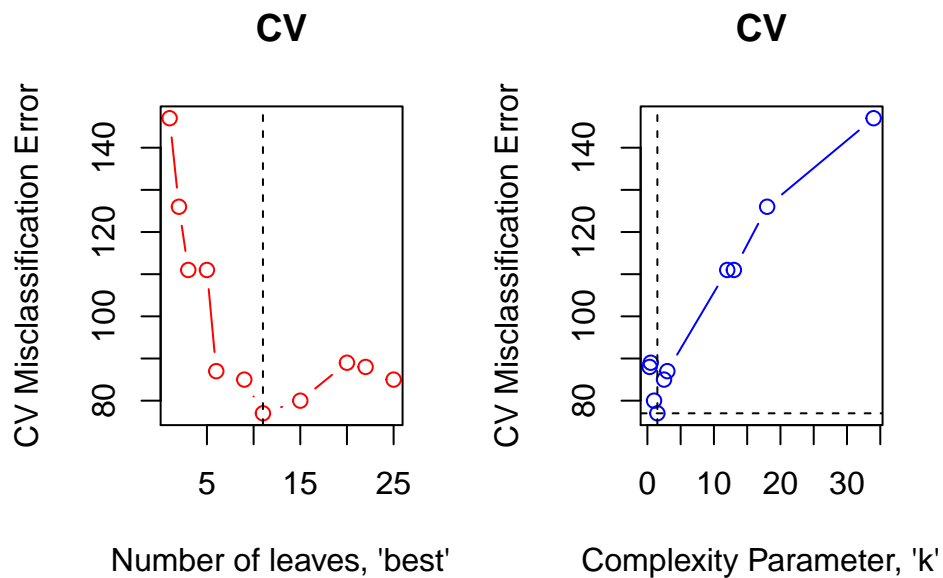 CV
CV Misclassification Error
80
100
120
140
5
15
25
Number of leaves, 'best'
CV
CV Misclassification Error
80
100
120
140
0
10
20
30
Complexity Parameter, 'k'